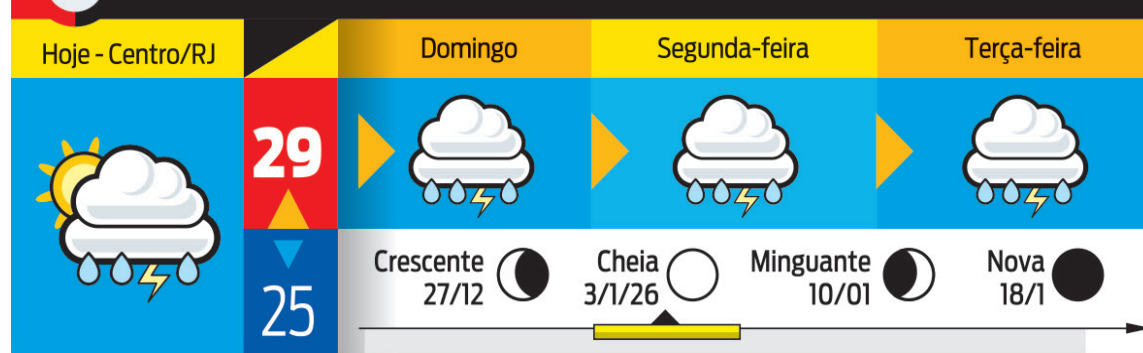 Hoje - Centro/RJ
29
25
Domingo
Segunda-feira
Terça-feira
Crescente
27/12
Cheia
3/1/26
Minguante
10/01
Nova
18/1